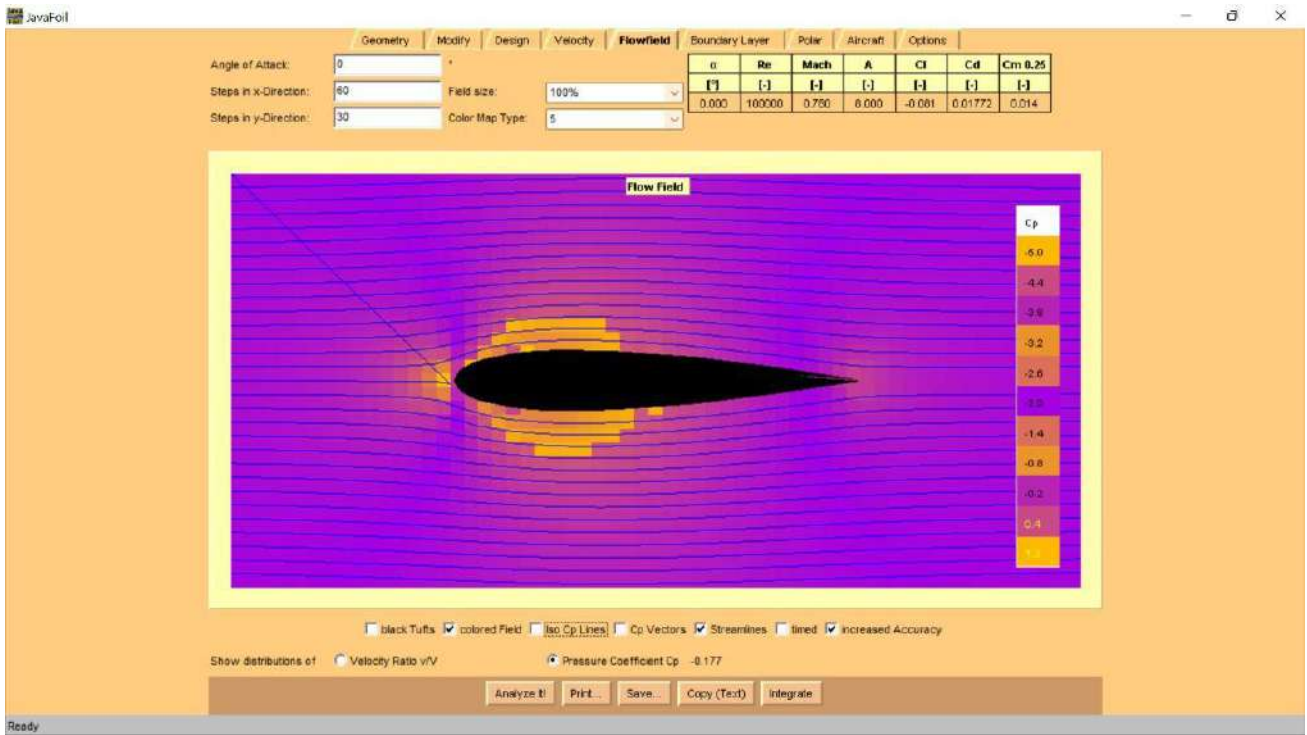 JavaFoil
Geometry Modify Design Velocity Flowfield Boundary Layer Polar Aircraft Options
Angle of Attack: 0 °
Steps in x-Direction: 60 Field size: 100%
Steps in y-Direction: 30 Color Map Type: 5
α Re Mach A Cl Cd Cm 0.25
[°] [-] [-] [-] [-] [-] [-]
0.000 100000 0.760 8.000 -0.081 0.01772 0.014
Flow Field
Cp
-5.0
-4.4
-3.8
-3.2
-2.6
-2.0
-1.4
-0.8
-0.2
0.4
1.0
black Tufts colored Field Iso Cp Lines Cp Vectors Streamlines timed increased Accuracy
Show distributions of Velocity Ratio v/V Pressure Coefficient Cp -0.177
Analyze It! Print... Save... Copy (Text) Integrate
Ready